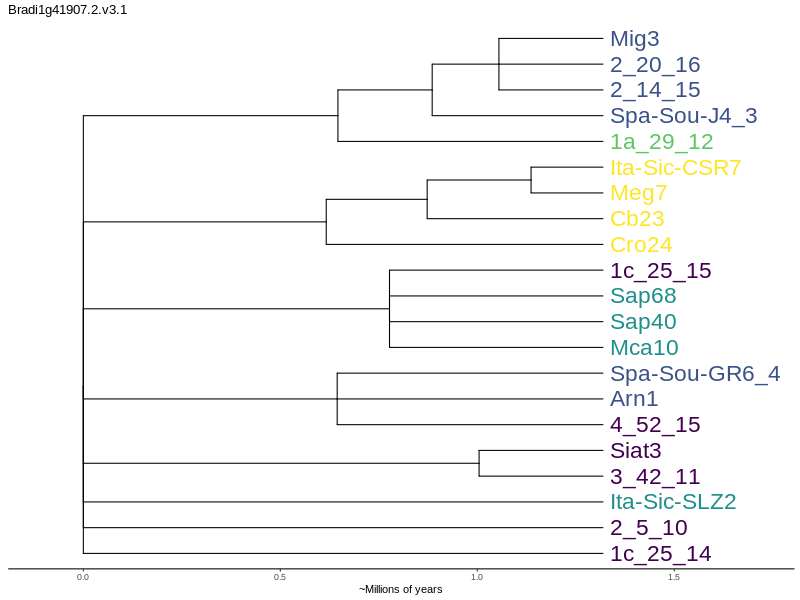 Bradi1g41907.2.v3.1
Mig3
2_20_16
2_14_15
Spa-Sou-J4_3
1a_29_12
Ita-Sic-CSR7
Meg7
Cb23
Cro24
1c_25_15
Sap68
Sap40
Mca10
Spa-Sou-GR6_4
Arn1
4_52_15
Siat3
3_42_11
Ita-Sic-SLZ2
2_5_10
1c_25_14
0.0 0.5 1.0 1.5
~Millions of years